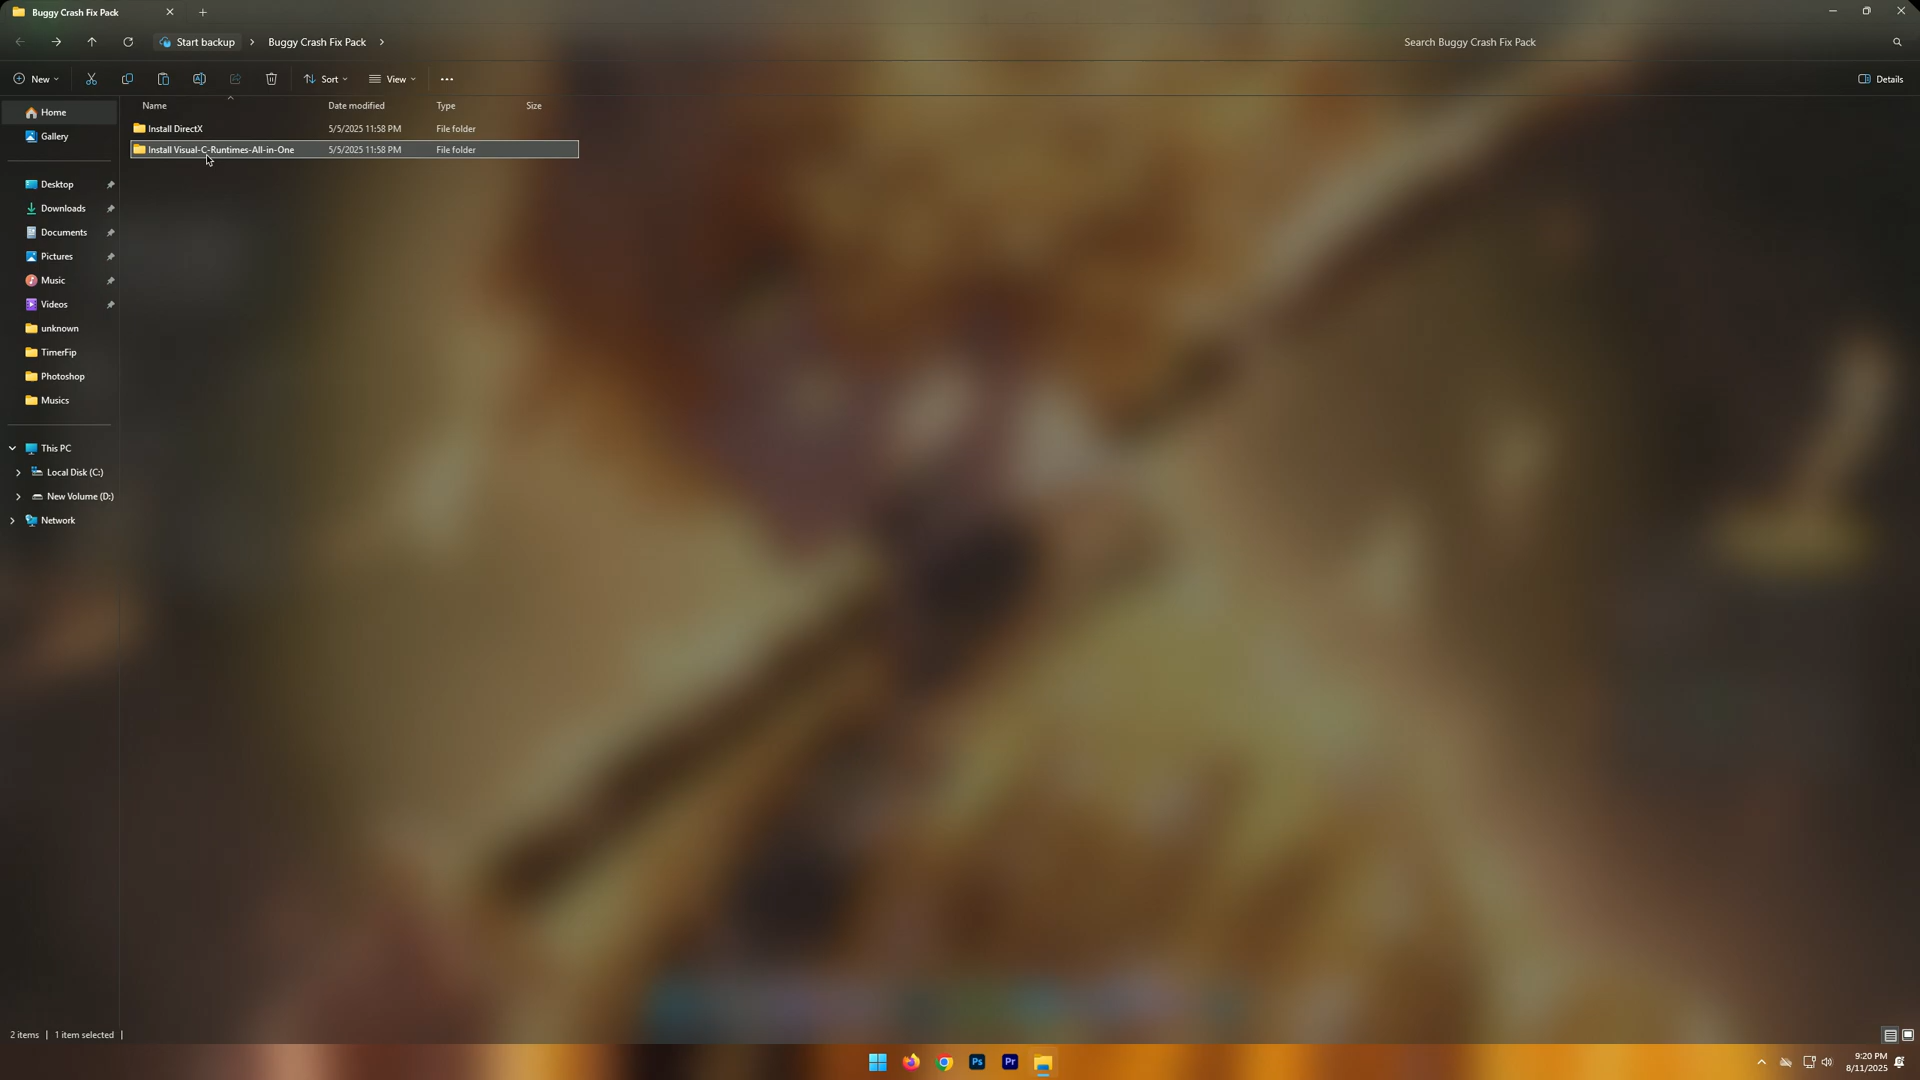 Buggy Crash Fix Pack
Start backup
Buggy Crash Fix Pack
Search Buggy Crash Fix Pack
New
Sort
View
Details
Name
Date modified
Type
Size
Install DirectX
5/5/2025 11:58 PM
File folder
Install Visual-C-Runtimes-All-in-One
5/5/2025 11:58 PM
File folder
Home
Gallery
Desktop
Downloads
Documents
Pictures
Music
Videos
unknown
TimerFip
Photoshop
Musics
This PC
Local Disk (C:)
New Volume (D:)
Network
2 items
1 item selected
Ps
Pr
9:20 PM
8/11/2025